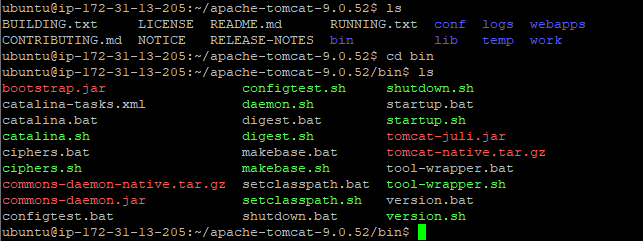 ubuntu@ip-172-31-13-205:~/apache-tomcat-9.0.52$ ls
BUILDING.txt LICENSE README.md RUNNING.txt conf logs webapps
CONTRIBUTING.md NOTICE RELEASE-NOTES bin lib temp work
ubuntu@ip-172-31-13-205:~/apache-tomcat-9.0.52$ cd bin
ubuntu@ip-172-31-13-205:~/apache-tomcat-9.0.52/bin$ ls
bootstrap.jar configtest.sh shutdown.sh
catalina-tasks.xml daemon.sh startup.bat
catalina.bat digest.bat startup.sh
catalina.sh digest.sh tomcat-juli.jar
ciphers.bat makebase.bat tomcat-native.tar.gz
ciphers.sh makebase.sh tool-wrapper.bat
commons-daemon-native.tar.gz setclasspath.bat tool-wrapper.sh
commons-daemon.jar setclasspath.sh version.bat
configtest.bat shutdown.bat version.sh
ubuntu@ip-172-31-13-205:~/apache-tomcat-9.0.52/bin$